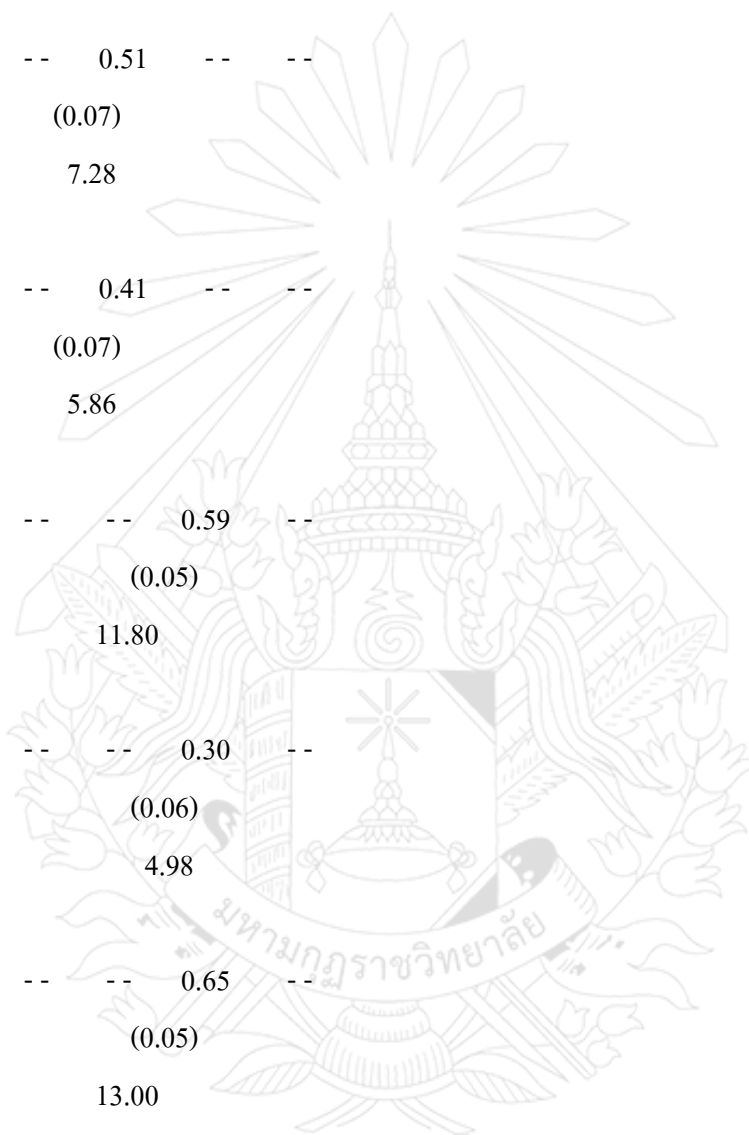 -- 0.51 -- --
(0.07)
7.28
-- 0.41 -- --
(0.07)
5.86
-- -- 0.59 --
(0.05)
11.80
-- -- 0.30 --
(0.06)
4.98
มหามกุฏราชวิทยาลัย
-- -- 0.65 --
(0.05)
13.00